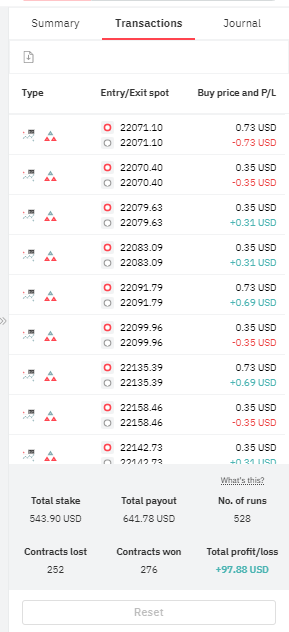 Summary Transactions Journal
Type Entry/Exit spot Buy price and P/L
22071.10 0.73 USD
22071.10 -0.73 USD
22070.40 0.35 USD
22070.40 -0.35 USD
22079.63 0.35 USD
22079.63 +0.31 USD
22083.09 0.35 USD
22083.09 +0.31 USD
22091.79 0.73 USD
22091.79 +0.69 USD
22099.96 0.35 USD
22099.96 -0.35 USD
22135.39 0.73 USD
22135.39 +0.69 USD
22158.46 0.35 USD
22158.46 -0.35 USD
22142.73 0.35 USD
22142.73 +0.31 USD
What's this?
Total stake Total payout No. of runs
543.90 USD 641.78 USD 528
Contracts lost Contracts won Total profit/loss
252 276 +97.88 USD
Reset